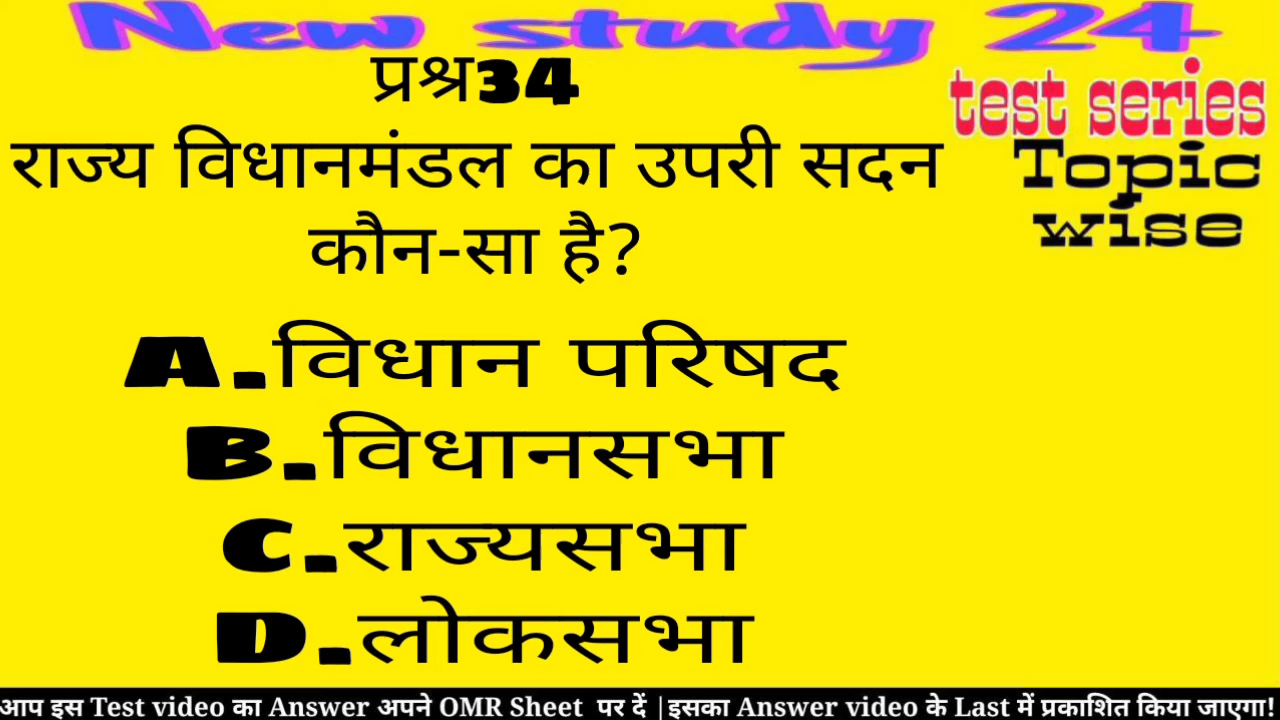 New study 24
प्रश्न34
test series
Topic
wise
राज्य विधानमंडल का उपरी सदन
कौन-सा है?
A.विधान परिषद
B.विधानसभा
C.राज्यसभा
D.लोकसभा
आप इस Test video का Answer अपने OMR Sheet पर दें |इसका Answer video के Last में प्रकाशित किया जाएगा!